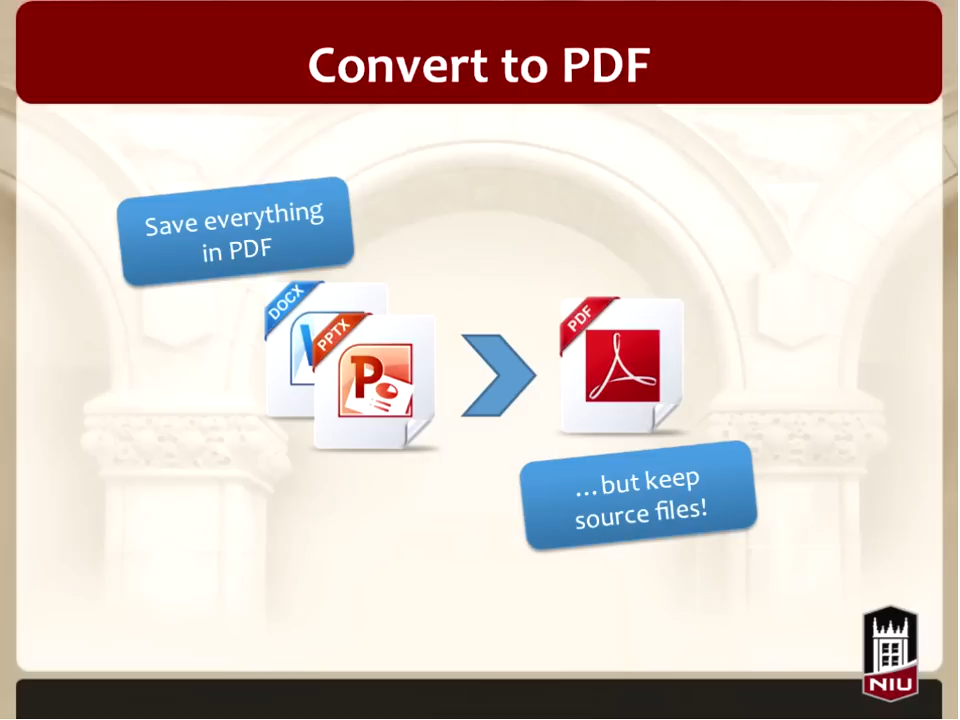 Convert to PDF
Save everything
in PDF
DOCX
PPTX
P
PDF
...but keep
source files!
NIU